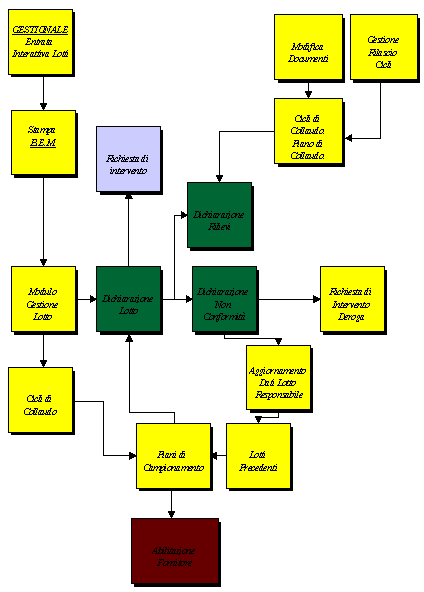 GESTIONALE
Entrata
Interattiva Lotti
Modifica
Documenti
Gestione
Rilascio
Cicli
Stampa
B.E.M.
Cicli di
Collaudo
Piano di
Collaudo
Richiesta di
intervento
Dichiarazione
Rilievi
Modulo
Gestione
Lotto
Dichiarazione
Lotto
Dichiarazione
Non
Conformità
Richiesta di
Intervento
Deroga
Aggiornamento
Dati Lotto
Responsabile
Cicli di
Collaudo
Piani di
Campionamento
Lotti
Precedenti
Abilitazione
Fornitore